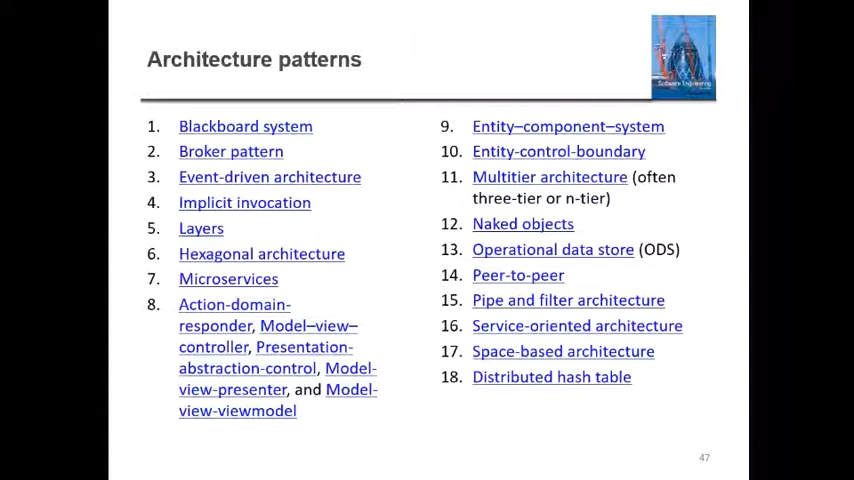 Architecture patterns
Software Engineering
1. Blackboard system
2. Broker pattern
3. Event-driven architecture
4. Implicit invocation
5. Layers
6. Hexagonal architecture
7. Microservices
8. Action-domain-
responder, Model–view–
controller, Presentation-
abstraction-control, Model-
view-presenter, and Model-
view-viewmodel
9. Entity–component–system
10. Entity-control-boundary
11. Multitier architecture (often
three-tier or n-tier)
12. Naked objects
13. Operational data store (ODS)
14. Peer-to-peer
15. Pipe and filter architecture
16. Service-oriented architecture
17. Space-based architecture
18. Distributed hash table
47